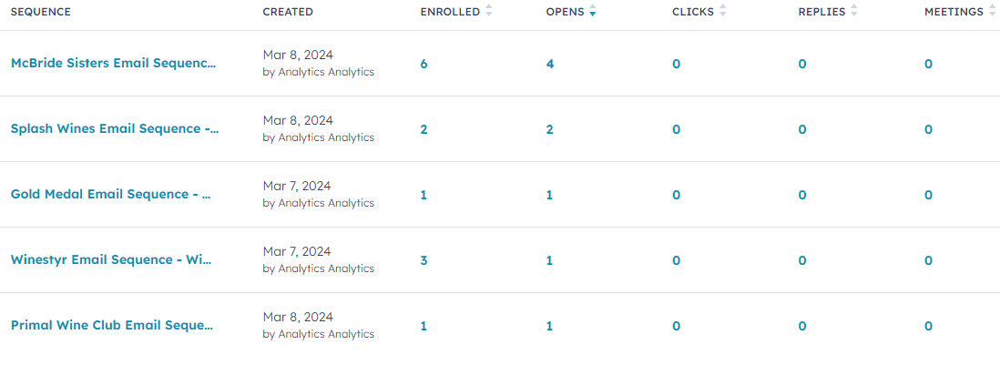 SEQUENCE CREATED ENROLLED OPENS CLICKS REPLIES MEETINGS
McBride Sisters Email Sequenc... Mar 8, 2024 6 4 0 0 0
by Analytics Analytics
Splash Wines Email Sequence -... Mar 8, 2024 2 2 0 0 0
by Analytics Analytics
Gold Medal Email Sequence - ... Mar 7, 2024 1 1 0 0 0
by Analytics Analytics
Winestyr Email Sequence - Wi... Mar 7, 2024 3 1 0 0 0
by Analytics Analytics
Primal Wine Club Email Seque... Mar 8, 2024 1 1 0 0 0
by Analytics Analytics